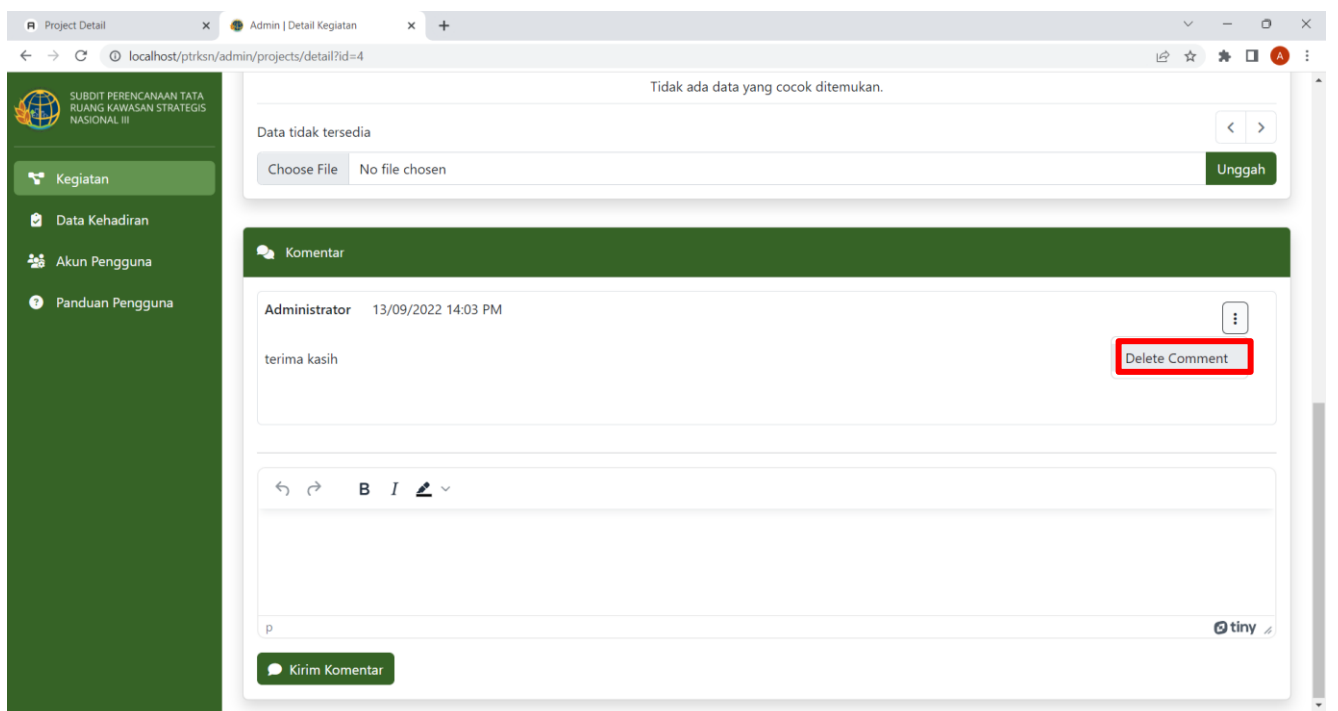 Project Detail
Admin | Detail Kegiatan
localhost/ptrksn/admin/projects/detail?id=4
A
SUBDIT PERENCANAAN TATA
RUANG KAWASAN STRATEGIS
NASIONAL III
Kegiatan
Data Kehadiran
Akun Pengguna
Panduan Pengguna
Tidak ada data yang cocok ditemukan.
Data tidak tersedia
Choose File No file chosen
Unggah
Komentar
Administrator 13/09/2022 14:03 PM
terima kasih
Delete Comment
B I
p
tiny
Kirim Komentar